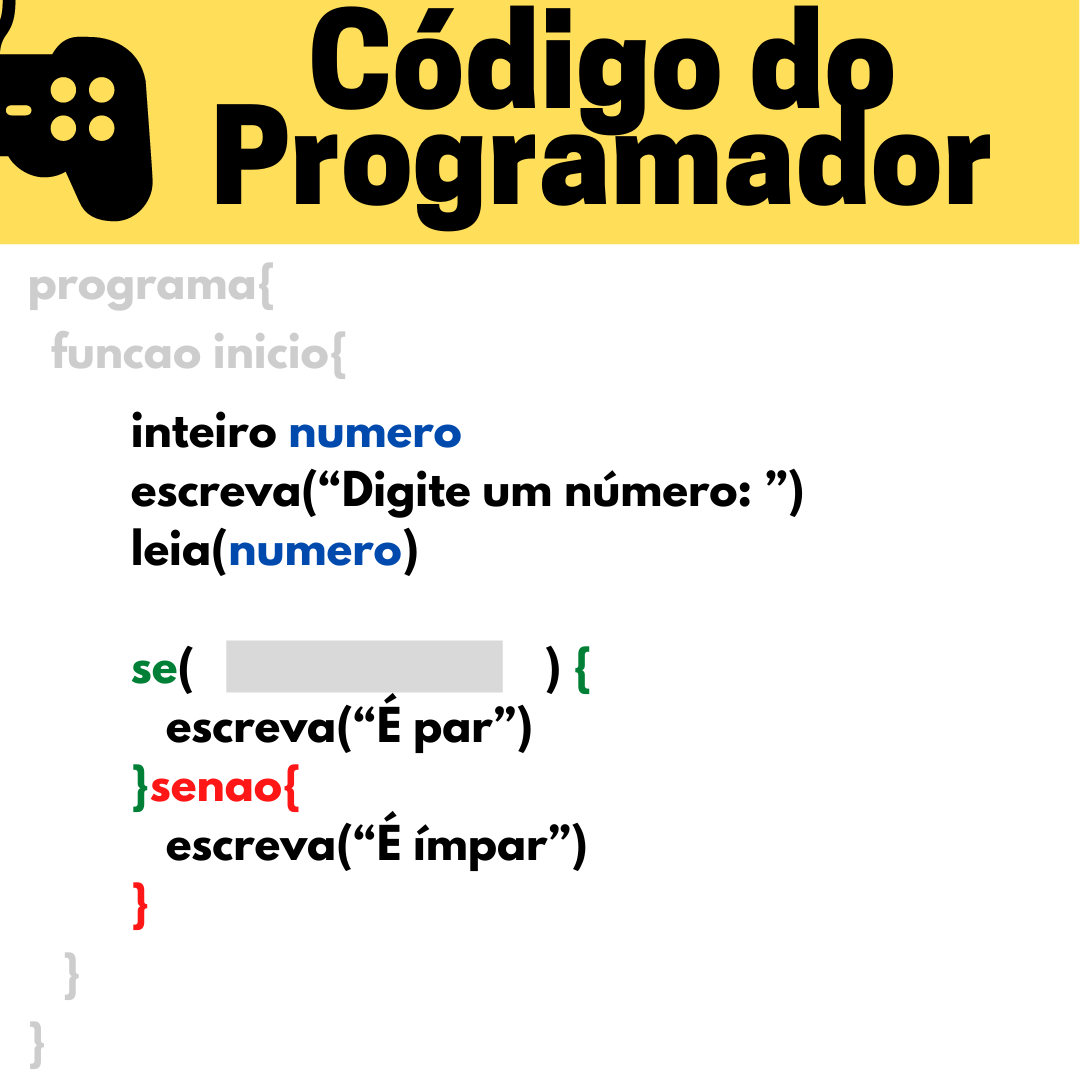 Código do
Programador
programa{
funcao inicio{
inteiro numero
escreva(“Digite um número: ”)
leia(numero)
se( ) {
escreva(“É par”)
}senao{
escreva(“É ímpar”)
}
}
}